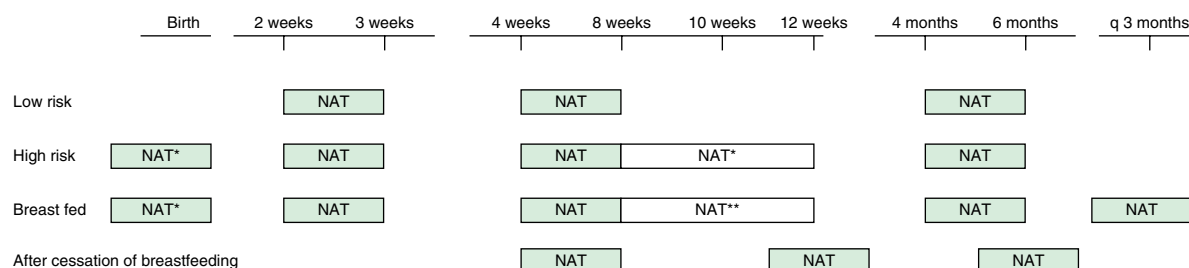 Birth 2 weeks 3 weeks 4 weeks 8 weeks 10 weeks 12 weeks 4 months 6 months q 3 months
Low risk NAT NAT NAT
High risk NAT* NAT NAT NAT* NAT
Breast fed NAT* NAT NAT NAT** NAT NAT
After cessation of breastfeeding NAT NAT NAT